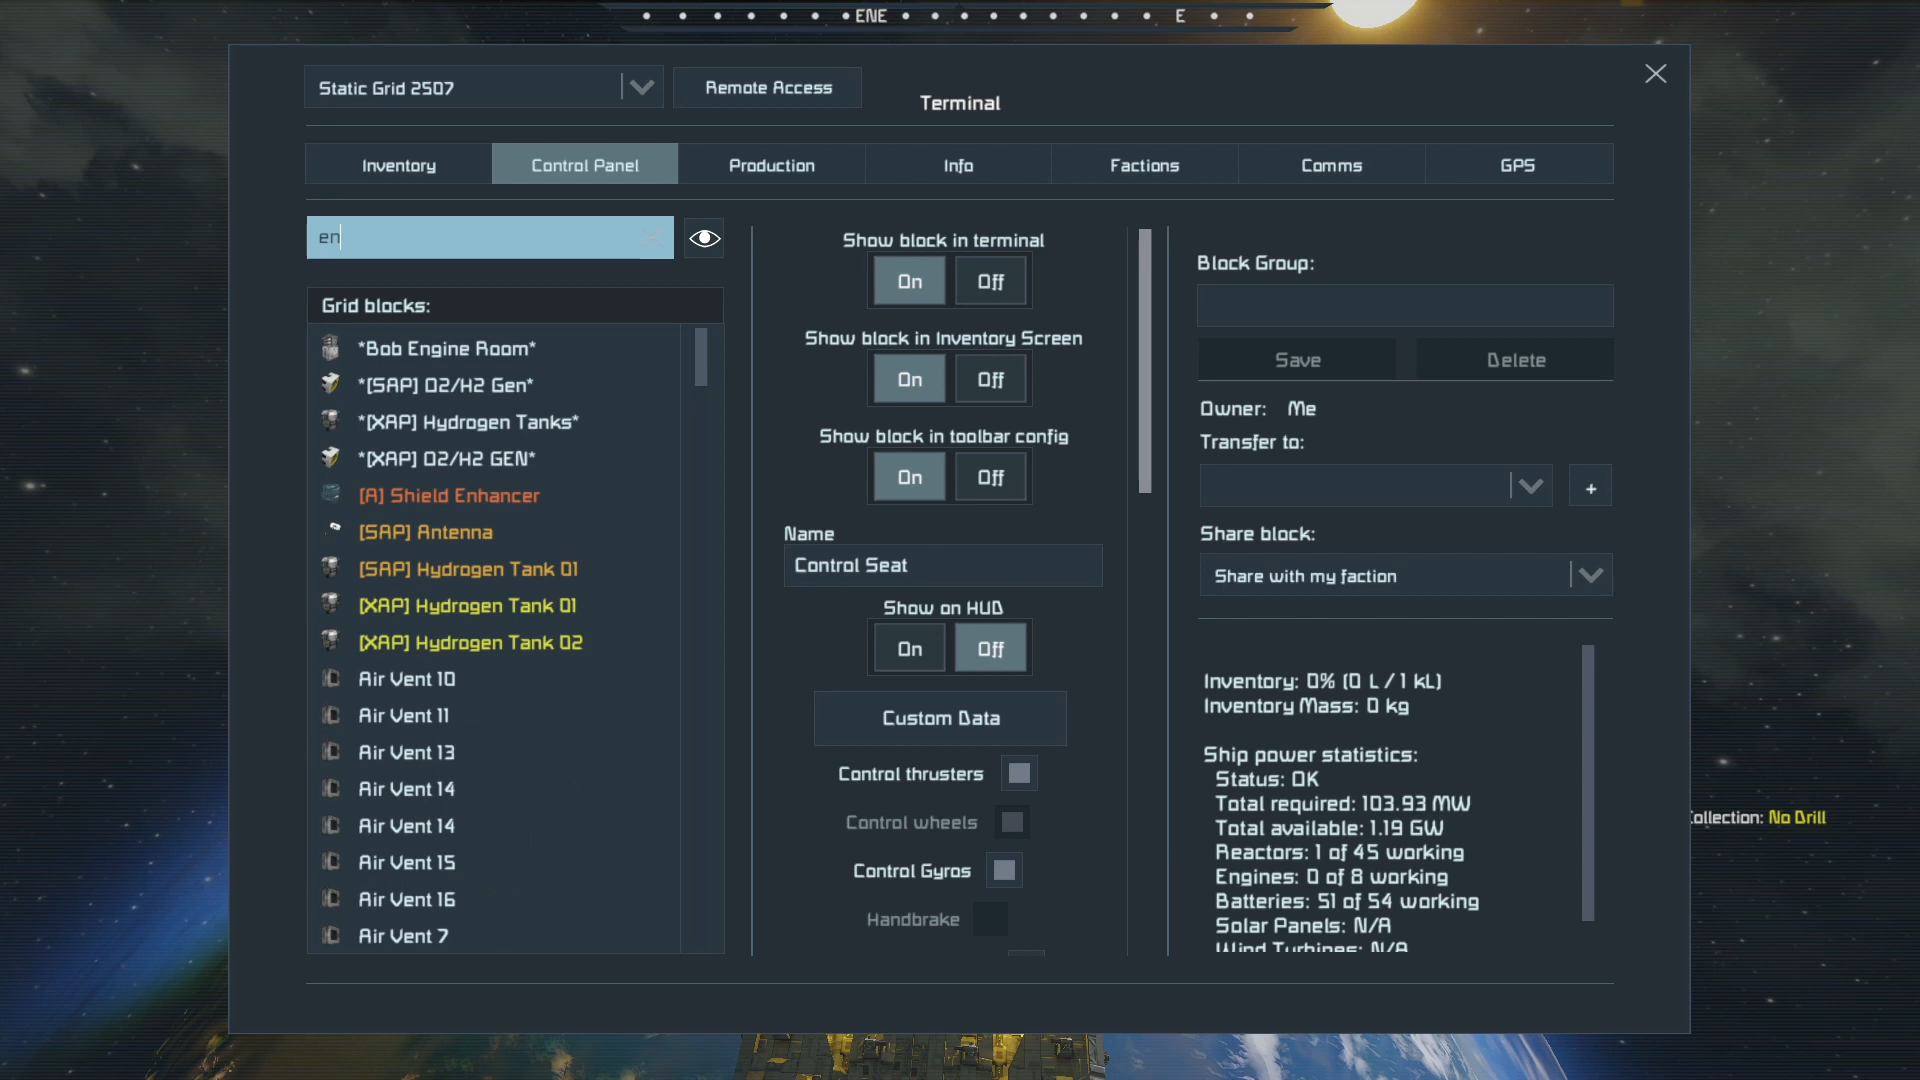 ENE E
Static Grid 2507
Remote Access
Terminal
Inventory
Control Panel
Production
Info
Factions
Comms
GPS
en
Grid blocks:
*Bob Engine Room*
*[SAP] O2/H2 Gen*
*[XAP] Hydrogen Tanks*
*[XAP] O2/H2 GEN*
[A] Shield Enhancer
[SAP] Antenna
[SAP] Hydrogen Tank 01
[XAP] Hydrogen Tank 01
[XAP] Hydrogen Tank 02
Air Vent 10
Air Vent 11
Air Vent 13
Air Vent 14
Air Vent 14
Air Vent 15
Air Vent 16
Air Vent 7
Show block in terminal
On Off
Show block in Inventory Screen
On Off
Show block in toolbar config
On Off
Name
Control Seat
Show on HUD
On Off
Custom Data
Control thrusters
Control wheels
Control Gyros
Handbrake
Block Group:
Save
Delete
Owner: Me
Transfer to:
+
Share block:
Share with my faction
Inventory: 0% (0 L / 1 kL)
Inventory Mass: 0 kg
Ship power statistics:
Status: OK
Total required: 103.93 MW
Total available: 1.19 GW
Reactors: 1 of 45 working
Engines: 0 of 8 working
Batteries: 51 of 54 working
Solar Panels: N/A
Wind Turbines: N/A
ollection: No Drill